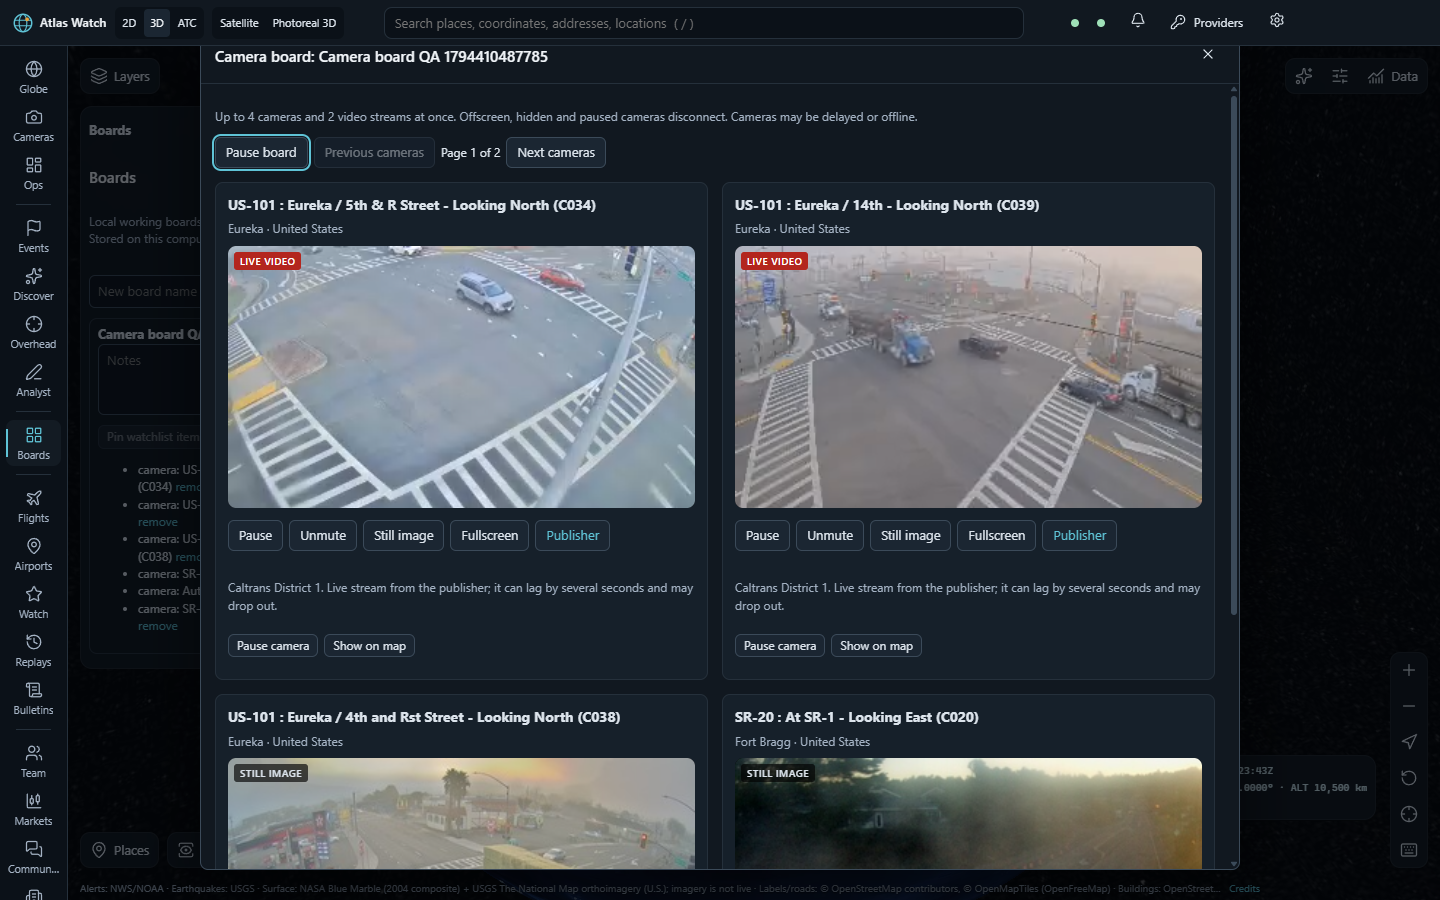 Atlas Watch
2D 3D ATC
Satellite Photoreal 3D
Search places, coordinates, addresses, locations ( / )
Providers
Globe
Cameras
Ops
Events
Discover
Overhead
Analyst
Boards
Flights
Airports
Watch
Replays
Bulletins
Team
Markets
Commun...
Layers
Boards
Boards
Local working boards
Stored on this compu
New board name
Camera board QA
Notes
Pin watchlist item
camera: US-
(C034) remo
camera: US-
remove
camera: US-
(C038) remo
camera: SR-
camera: Aut
camera: SR-
remove
Places
Camera board: Camera board QA 1794410487785
Up to 4 cameras and 2 video streams at once. Offscreen, hidden and paused cameras disconnect. Cameras may be delayed or offline.
Pause board Previous cameras Page 1 of 2 Next cameras
US-101 : Eureka / 5th & R Street - Looking North (C034)
Eureka · United States
LIVE VIDEO
Pause Unmute Still image Fullscreen Publisher
Caltrans District 1. Live stream from the publisher; it can lag by several seconds and may
drop out.
Pause camera Show on map
US-101 : Eureka / 14th - Looking North (C039)
Eureka · United States
LIVE VIDEO
Pause Unmute Still image Fullscreen Publisher
Caltrans District 1. Live stream from the publisher; it can lag by several seconds and may
drop out.
Pause camera Show on map
US-101 : Eureka / 4th and Rst Street - Looking North (C038)
Eureka · United States
STILL IMAGE
SR-20 : At SR-1 - Looking East (C020)
Fort Bragg · United States
STILL IMAGE
Data
23:43Z
.0000° · ALT 10,500 km
Alerts: NWS/NOAA · Earthquakes: USGS · Surface: NASA Blue Marble,(2004 composite) + USGS The National Map orthoimagery (U.S.); imagery is not live · Labels/roads: © OpenStreetMap contributors, © OpenMapTiles (OpenFreeMap) · Buildings: OpenStreet... Credits